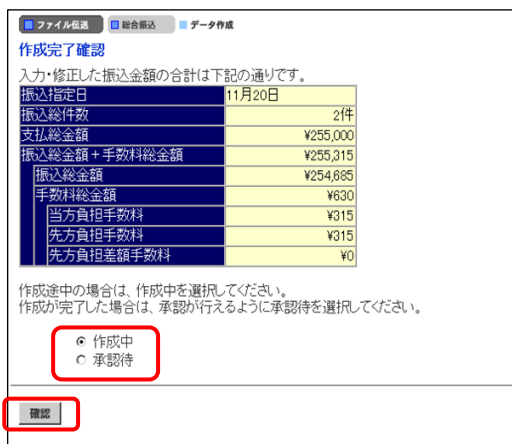 ファイル伝送 総合振込 データ作成
作成完了確認
入力・修正した振込金額の合計は下記の通りです。
振込指定日 11月20日
振込総件数 2件
支払総金額 ¥255,000
振込総金額+手数料総金額 ¥255,315
振込総金額 ¥254,685
手数料総金額 ¥630
当方負担手数料 ¥315
先方負担手数料 ¥315
先方負担差額手数料 ¥0
作成途中の場合は、作成中を選択してください。
作成が完了した場合は、承認が行えるように承認待を選択してください。
作成中
承認待
確認